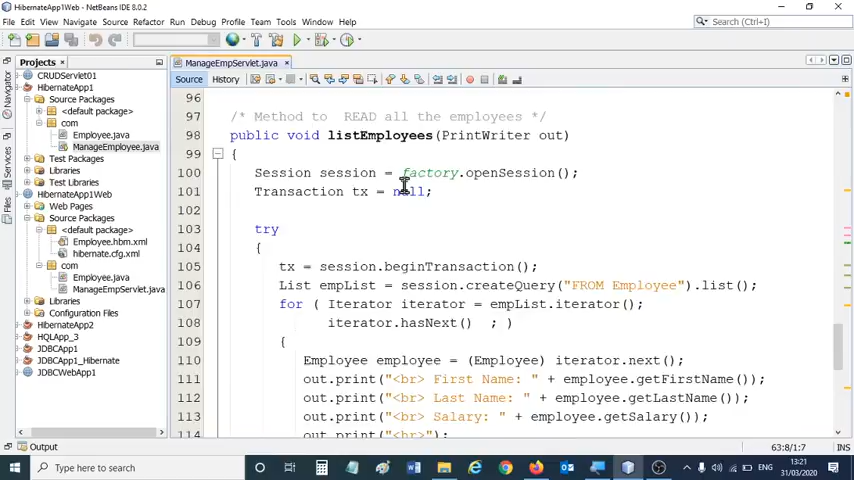 HibernateApp1Web - NetBeans IDE 8.0.2
File Edit View Navigate Source Refactor Run Debug Profile Team Tools Window Help
Search (Ctrl+I)
Projects
ManageEmpServlet.java
Source History
Navigator
Services
Files
CRUDServlet01
HibernateApp1
Source Packages
<default package>
com
Employee.java
ManageEmployee.java
Test Packages
Libraries
Test Libraries
HibernateApp1Web
Web Pages
Source Packages
<default package>
Employee.hbm.xml
hibernate.cfg.xml
com
Employee.java
ManageEmpServlet.java
Libraries
Configuration Files
HibernateApp2
HQLApp_3
JDBCApp1
JDBCApp1_Hibernate
JDBCWebApp1
96
97 /* Method to READ all the employees */
98 public void listEmployees(PrintWriter out)
99 {
100 Session session = factory.openSession();
101 Transaction tx = null;
102
103 try
104 {
105 tx = session.beginTransaction();
106 List empList = session.createQuery("FROM Employee").list();
107 for ( Iterator iterator = empList.iterator();
108 iterator.hasNext() ; )
109 {
110 Employee employee = (Employee) iterator.next();
111 out.print("<br> First Name: " + employee.getFirstName());
112 out.print("<br> Last Name: " + employee.getLastName());
113 out.print("<br> Salary: " + employee.getSalary());
114 out.print("<hr>");
Output
63:8/1:7 INS
Type here to search
ENG
13:21
31/03/2020